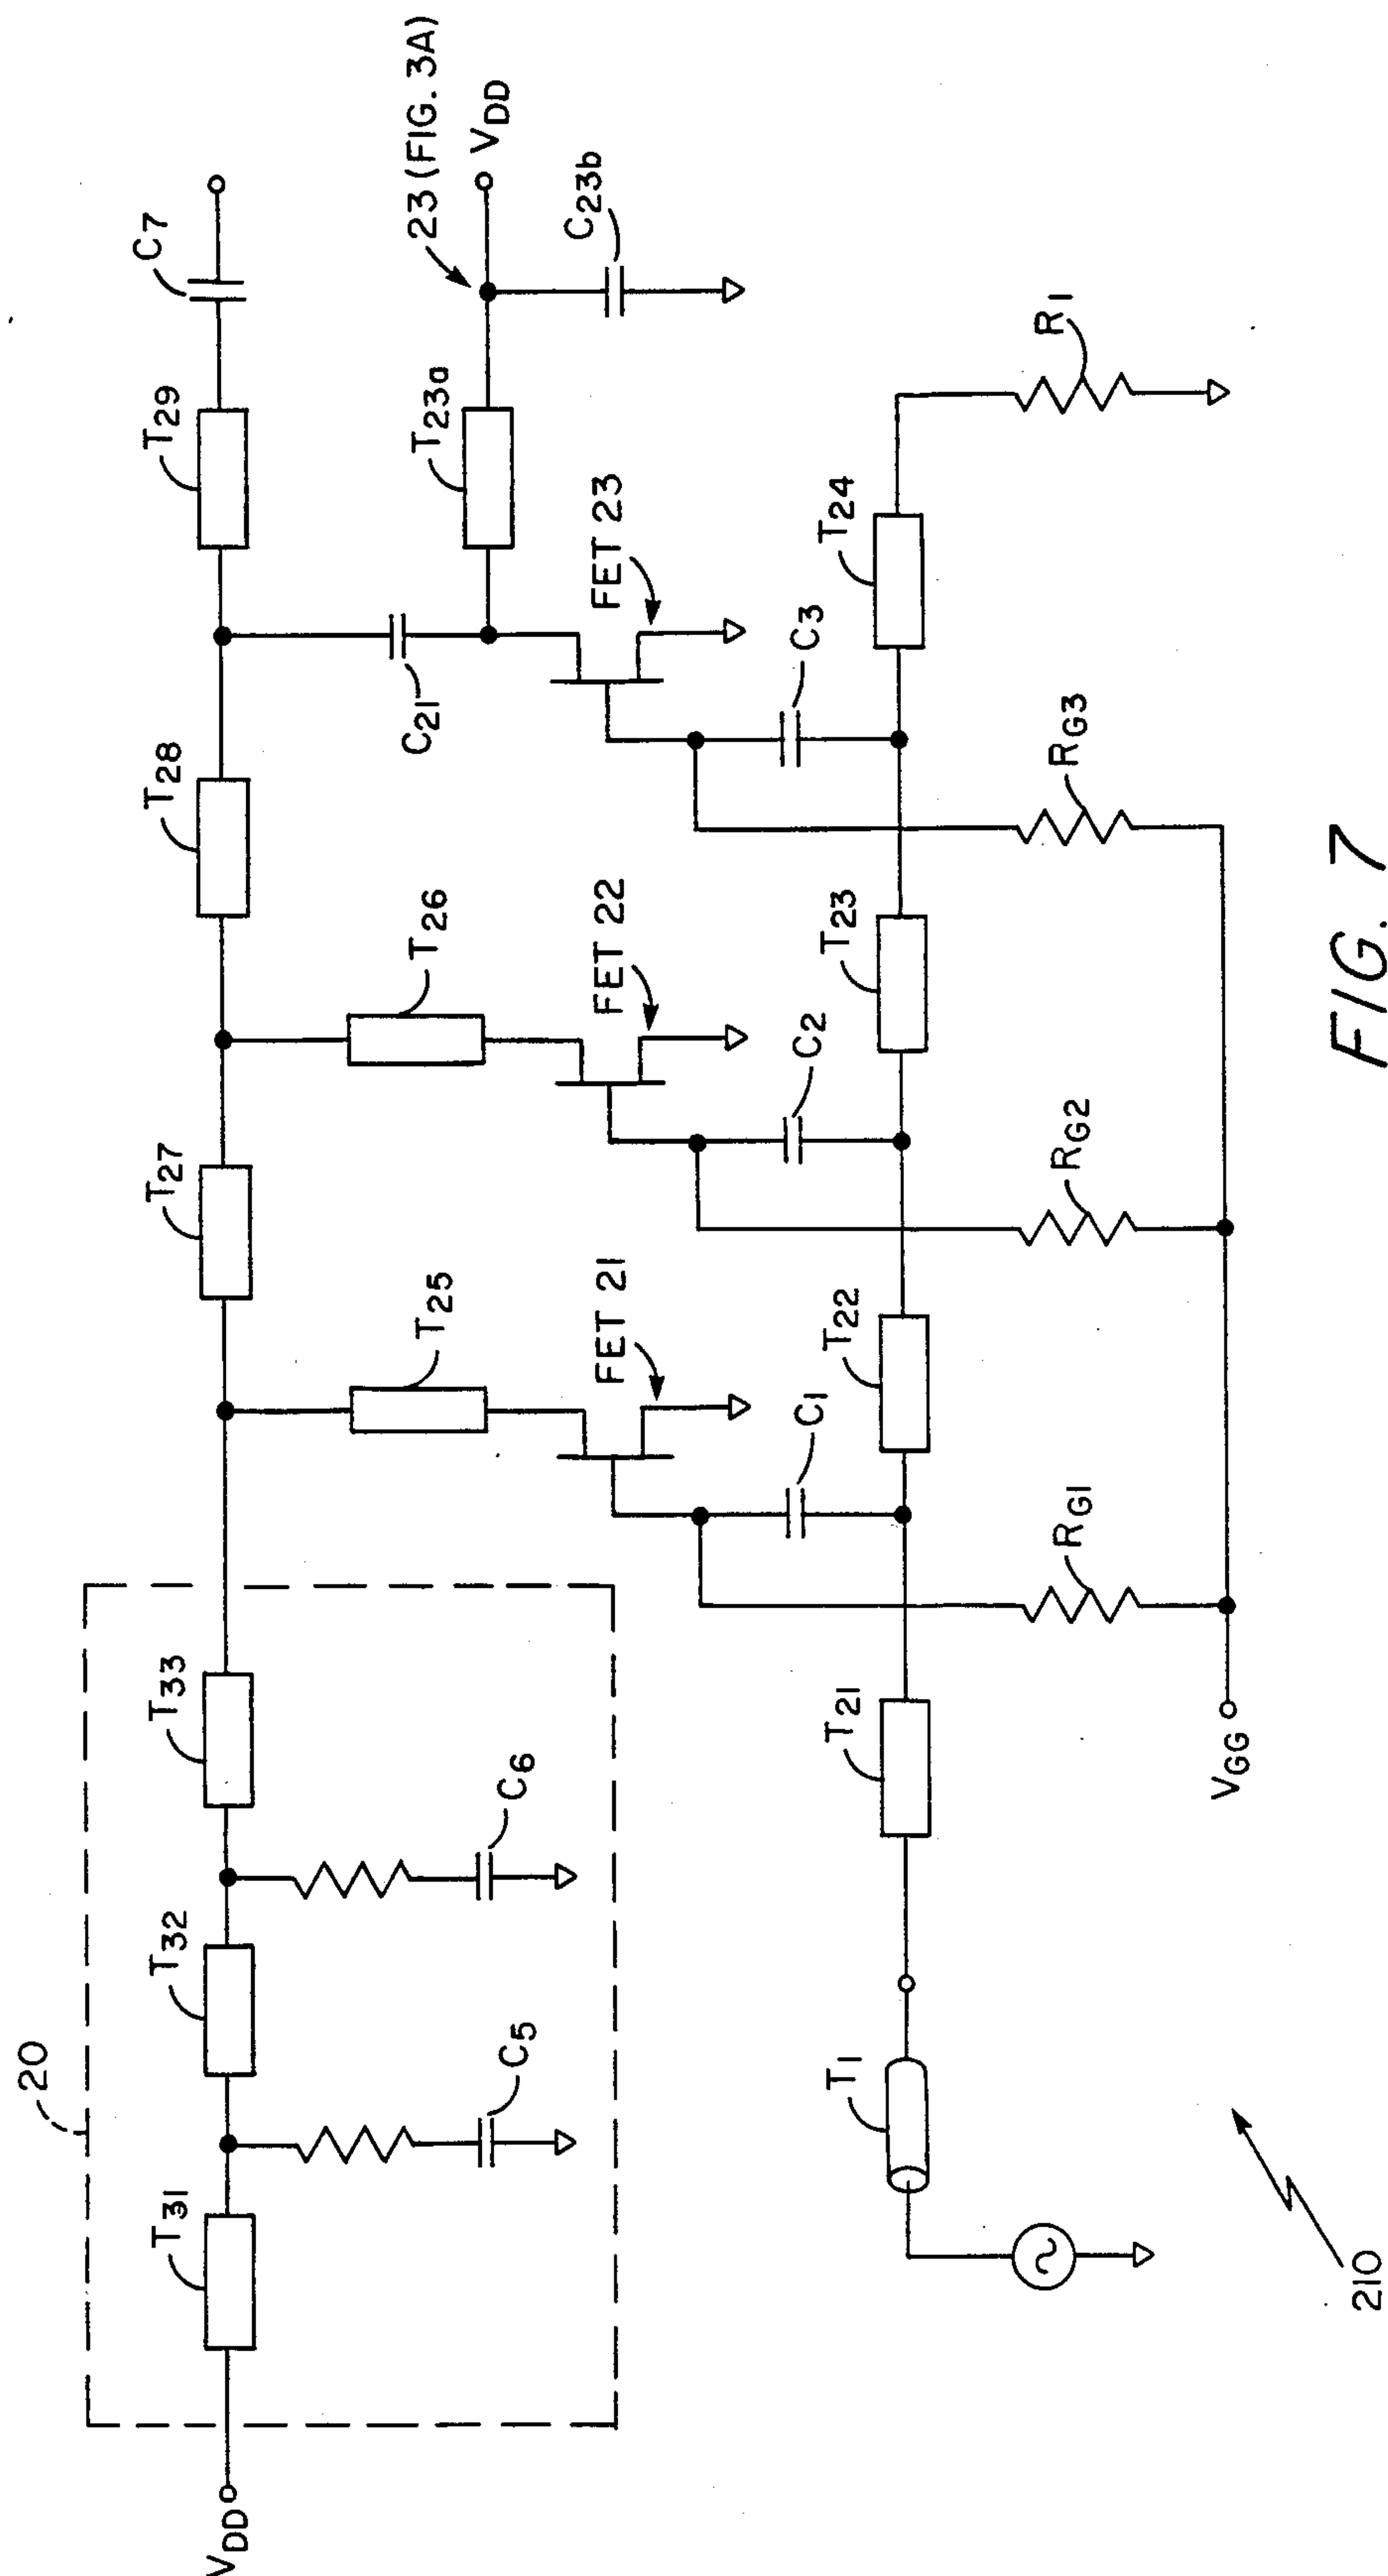 23 (FIG. 3A)
VDD
C7
C23b
T29
T23a
R1
FET 23
T24
C21
C3
T28
RG3
T26
FET 22
T23
C2
T27
RG2
T25
FET 21
T22
C1
RG1
20
T33
C6
T21
VGG
T32
C5
T31
T1
VDD
210
FIG. 7